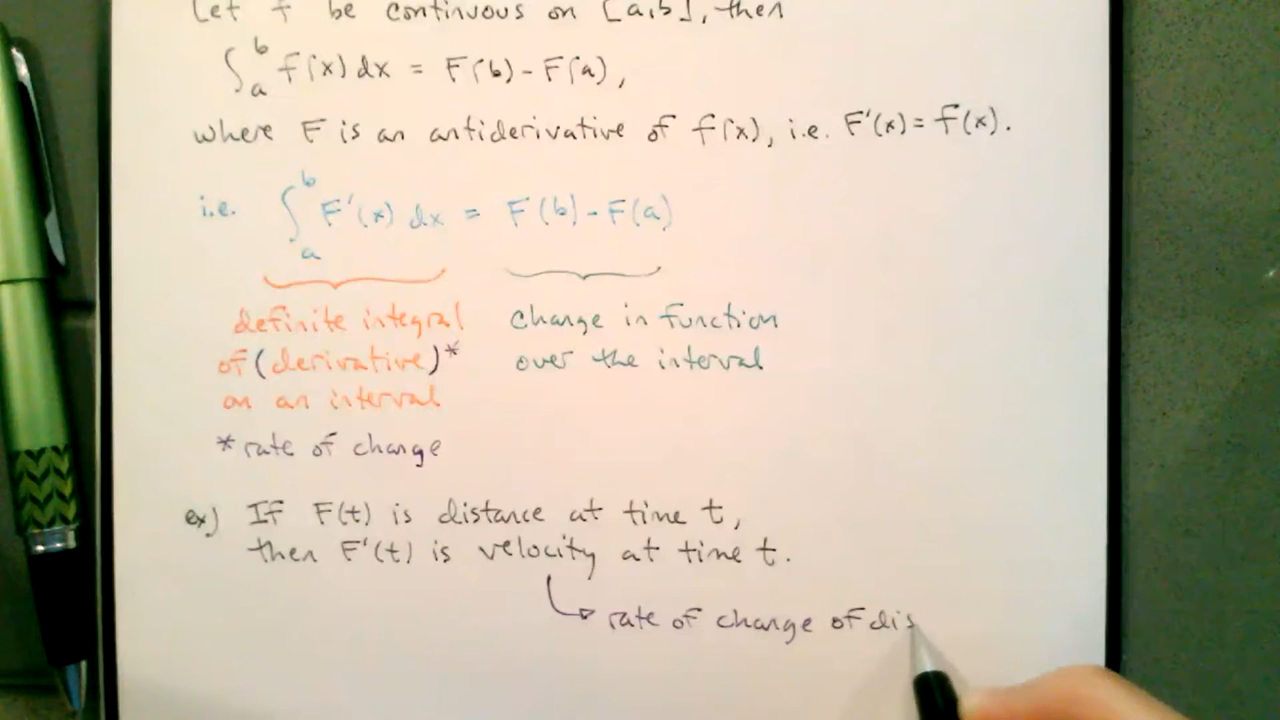 Let f be continuous on [a,b], then
∫_a^b f(x) dx = F(b) - F(a),
where F is an antiderivative of f(x), i.e. F'(x) = f(x).
i.e. ∫_a^b F'(x) dx = F(b) - F(a)
definite integral
of (derivative)*
on an interval
change in function
over the interval
*rate of change
ex) If F(t) is distance at time t,
then F'(t) is velocity at time t.
rate of change of dis